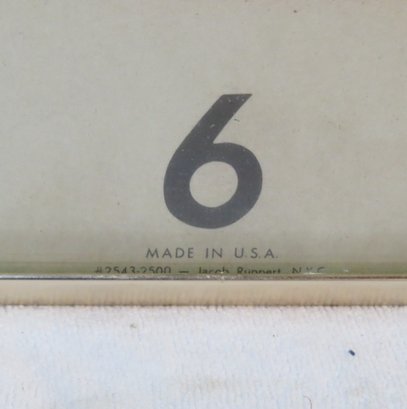 6
MADE IN U.S.A.
#2543-2500 — Jacob Ruppert, N.Y.C.